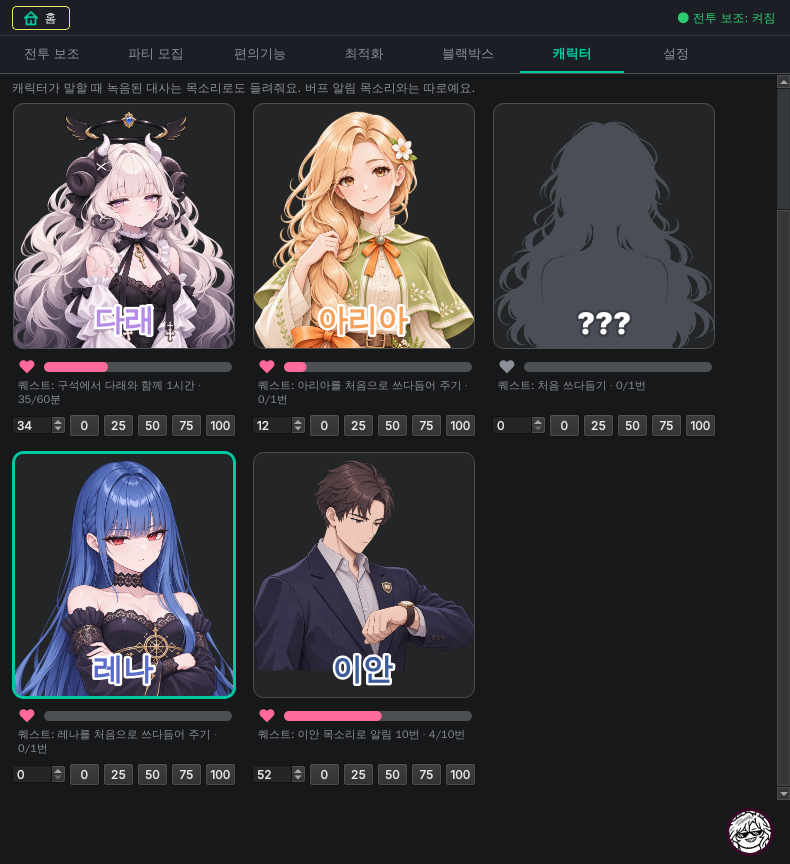 홈
전투 보조: 켜짐
전투 보조 파티 모집 편의기능 최적화 블랙박스 캐릭터 설정
캐릭터가 말할 때 녹음된 대사는 목소리로도 들려줘요. 버프 알림 목소리와는 따로예요.
다래
아리아
???
퀘스트: 구석에서 다래와 함께 1시간 ·
35/60분
퀘스트: 아리아를 처음으로 쓰다듬어 주기 ·
0/1번
퀘스트: 처음 쓰다듬기 · 0/1번
34 0 25 50 75 100
12 0 25 50 75 100
0 0 25 50 75 100
레나
이안
퀘스트: 레나를 처음으로 쓰다듬어 주기 ·
0/1번
퀘스트: 이안 목소리로 알림 10번 · 4/10번
0 0 25 50 75 100
52 0 25 50 75 100